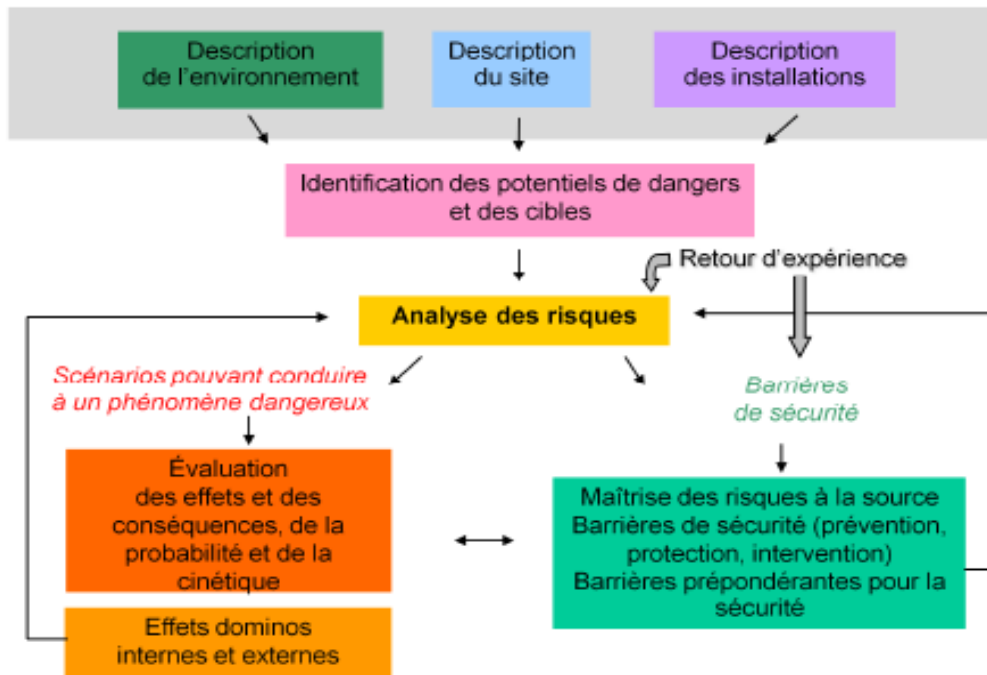 Description
de l'environnement
Description
du site
Description
des installations
Identification des potentiels de dangers
et des cibles
Retour d'expérience
Analyse des risques
Scénarios pouvant conduire
à un phénomène dangereux
Barrières
de sécurité
Évaluation
des effets et des
conséquences, de la
probabilité et de la
cinétique
Maîtrise des risques à la source
Barrières de sécurité (prévention,
protection, intervention)
Barrières prépondérantes pour la
sécurité
Effets dominos
internes et externes